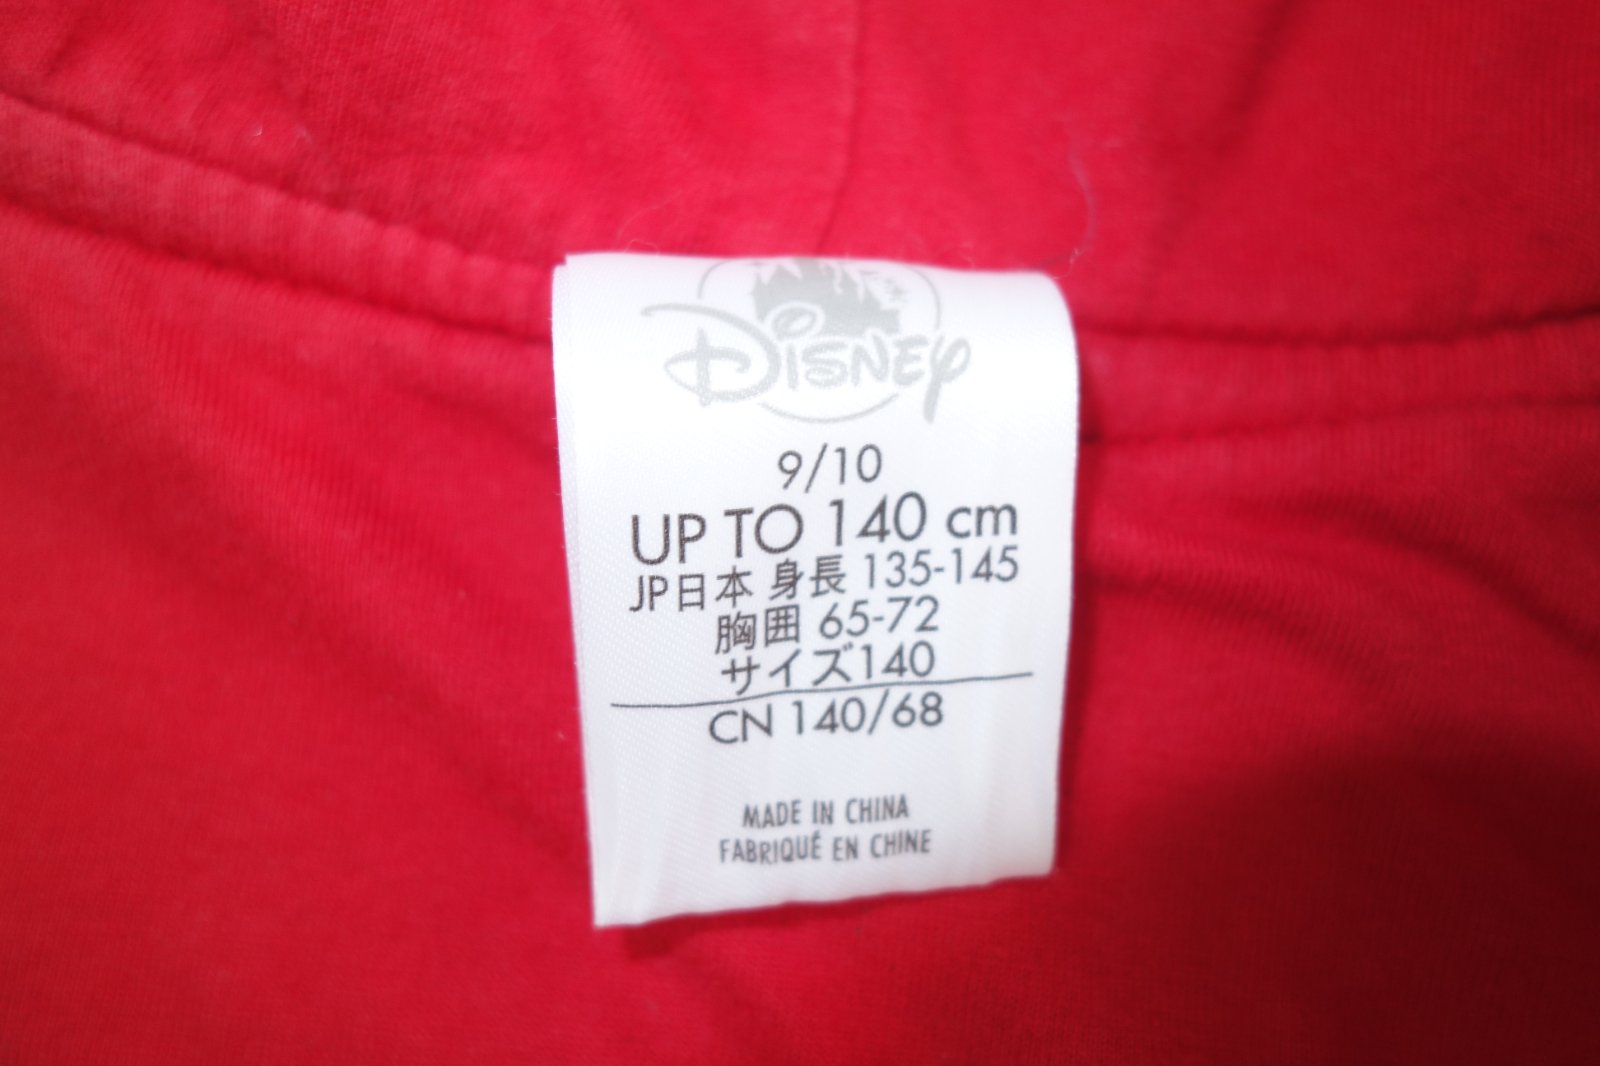 Disney
9/10
UP TO 140 cm
JP日本 身長 135-145
胸囲 65-72
サイズ140
CN 140/68
MADE IN CHINA
FABRIQUÉ EN CHINE